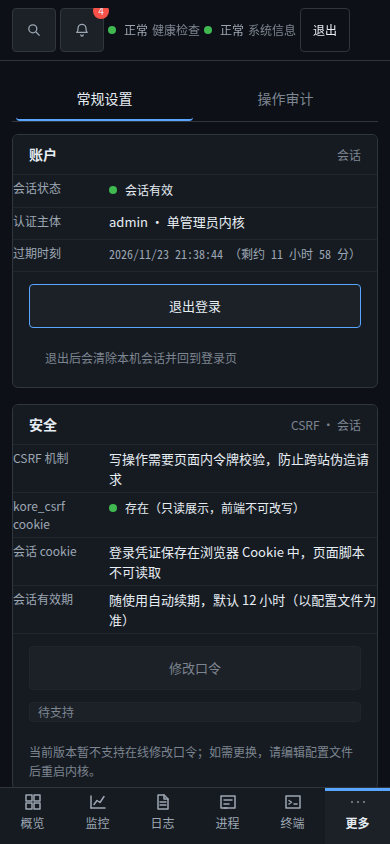 4
正常 健康检查 正常 系统信息 退出
常规设置 操作审计
账户 会话
会话状态 会话有效
认证主体 admin · 单管理员内核
过期时刻 2026/11/23 21:38:44 （剩约 11 小时 58 分）
退出登录
退出后会清除本机会话并回到登录页
安全 CSRF · 会话
CSRF 机制 写操作需要页面内令牌校验，防止跨站伪造请
求
kore_csrf 存在（只读展示，前端不可改写）
cookie
会话 cookie 登录凭证保存在浏览器 Cookie 中，页面脚本
不可读取
会话有效期 随使用自动续期，默认 12 小时（以配置文件为
准）
修改口令
待支持
当前版本暂不支持在线修改口令；如需更换，请编辑配置文件
后重启内核。
概览 监控 日志 进程 终端 更多